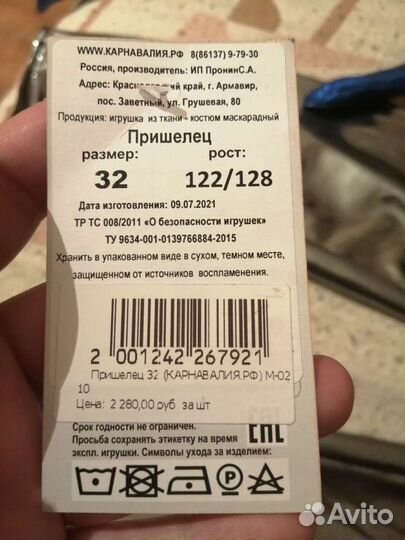 WWW.КАРНАВАЛИЯ.РФ 8(86137) 9-79-30
Россия, производитель: ИП ПронинС.А.
Адрес: Краснодарский край, г. Армавир,
пос. Заветный, ул. Грушевая, 80
Продукция: игрушка из ткани - костюм маскарадный
Пришелец
размер: рост:
32 122/128
Дата изготовления: 09.07.2021
ТР ТС 008/2011 «О безопасности игрушек»
ТУ 9634-001-0139766884-2015
Хранить в упакованном виде в сухом, темном месте,
защищенном от источников воспламенения.
2 001242 267921
Пришелец 32 (КАРНАВАЛИЯ.РФ) М-02
10
Цена: 2 280,00 руб за шт
Срок годности не ограничен.
Просьба сохранять этикетку на время
экспл. игрушки. Символы ухода за изделием:
EAC
P
Avito